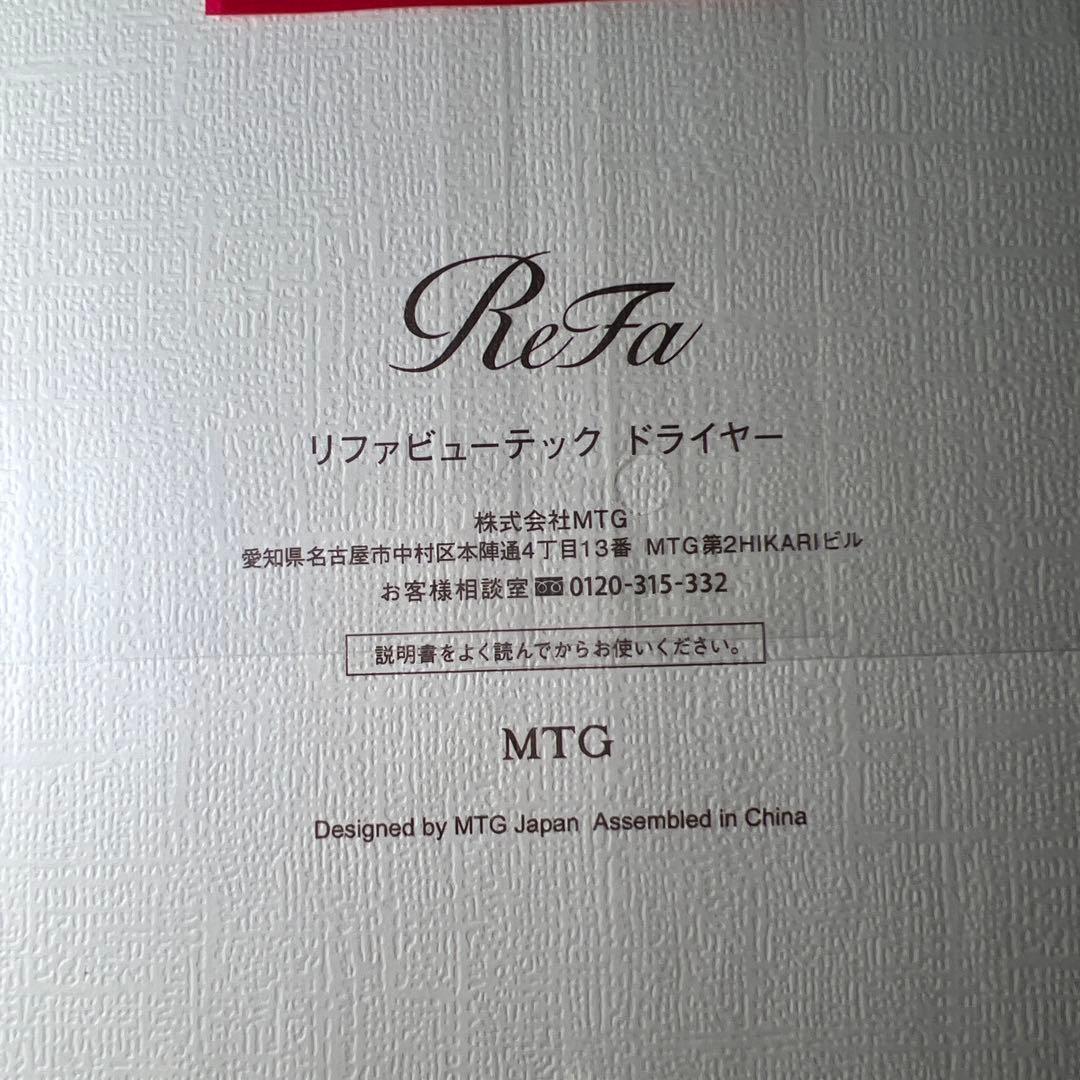 ReFa
リファビューテック ドライヤー
株式会社MTG
愛知県名古屋市中村区本陣通4丁目13番 MTG第2HIKARIビル
お客様相談室 0120-315-332
説明書をよく読んでからお使いください。
MTG
Designed by MTG Japan Assembled in China